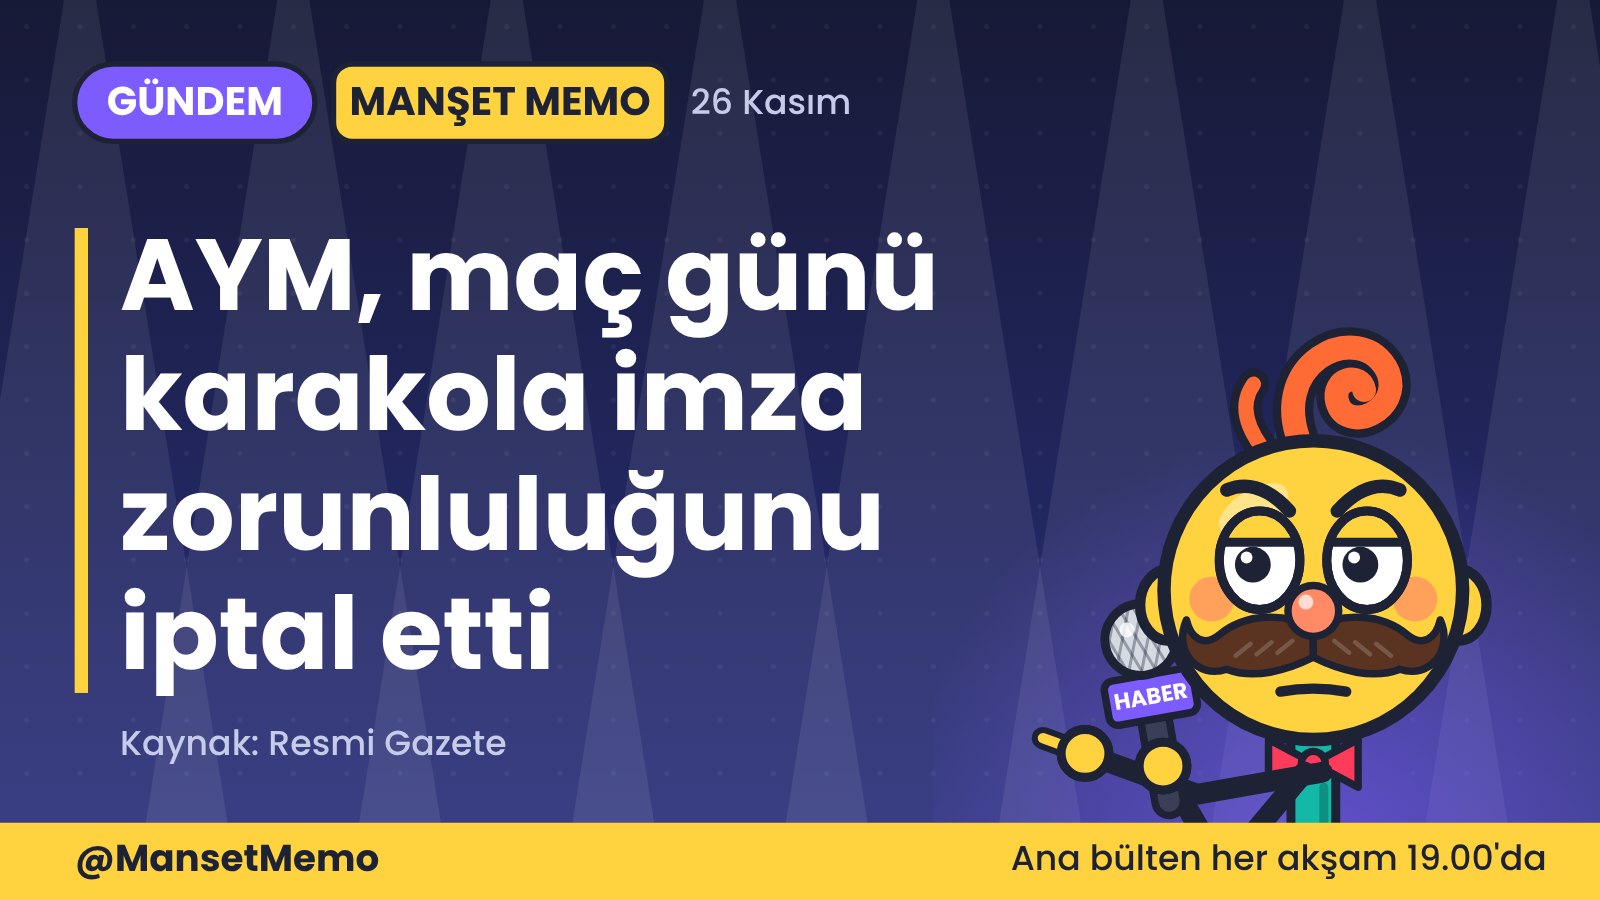 GÜNDEM MANŞET MEMO 26 Kasım
AYM, maç günü
karakola imza
zorunluluğunu
iptal etti
Kaynak: Resmi Gazete
HABER
@MansetMemo Ana bülten her akşam 19.00'da